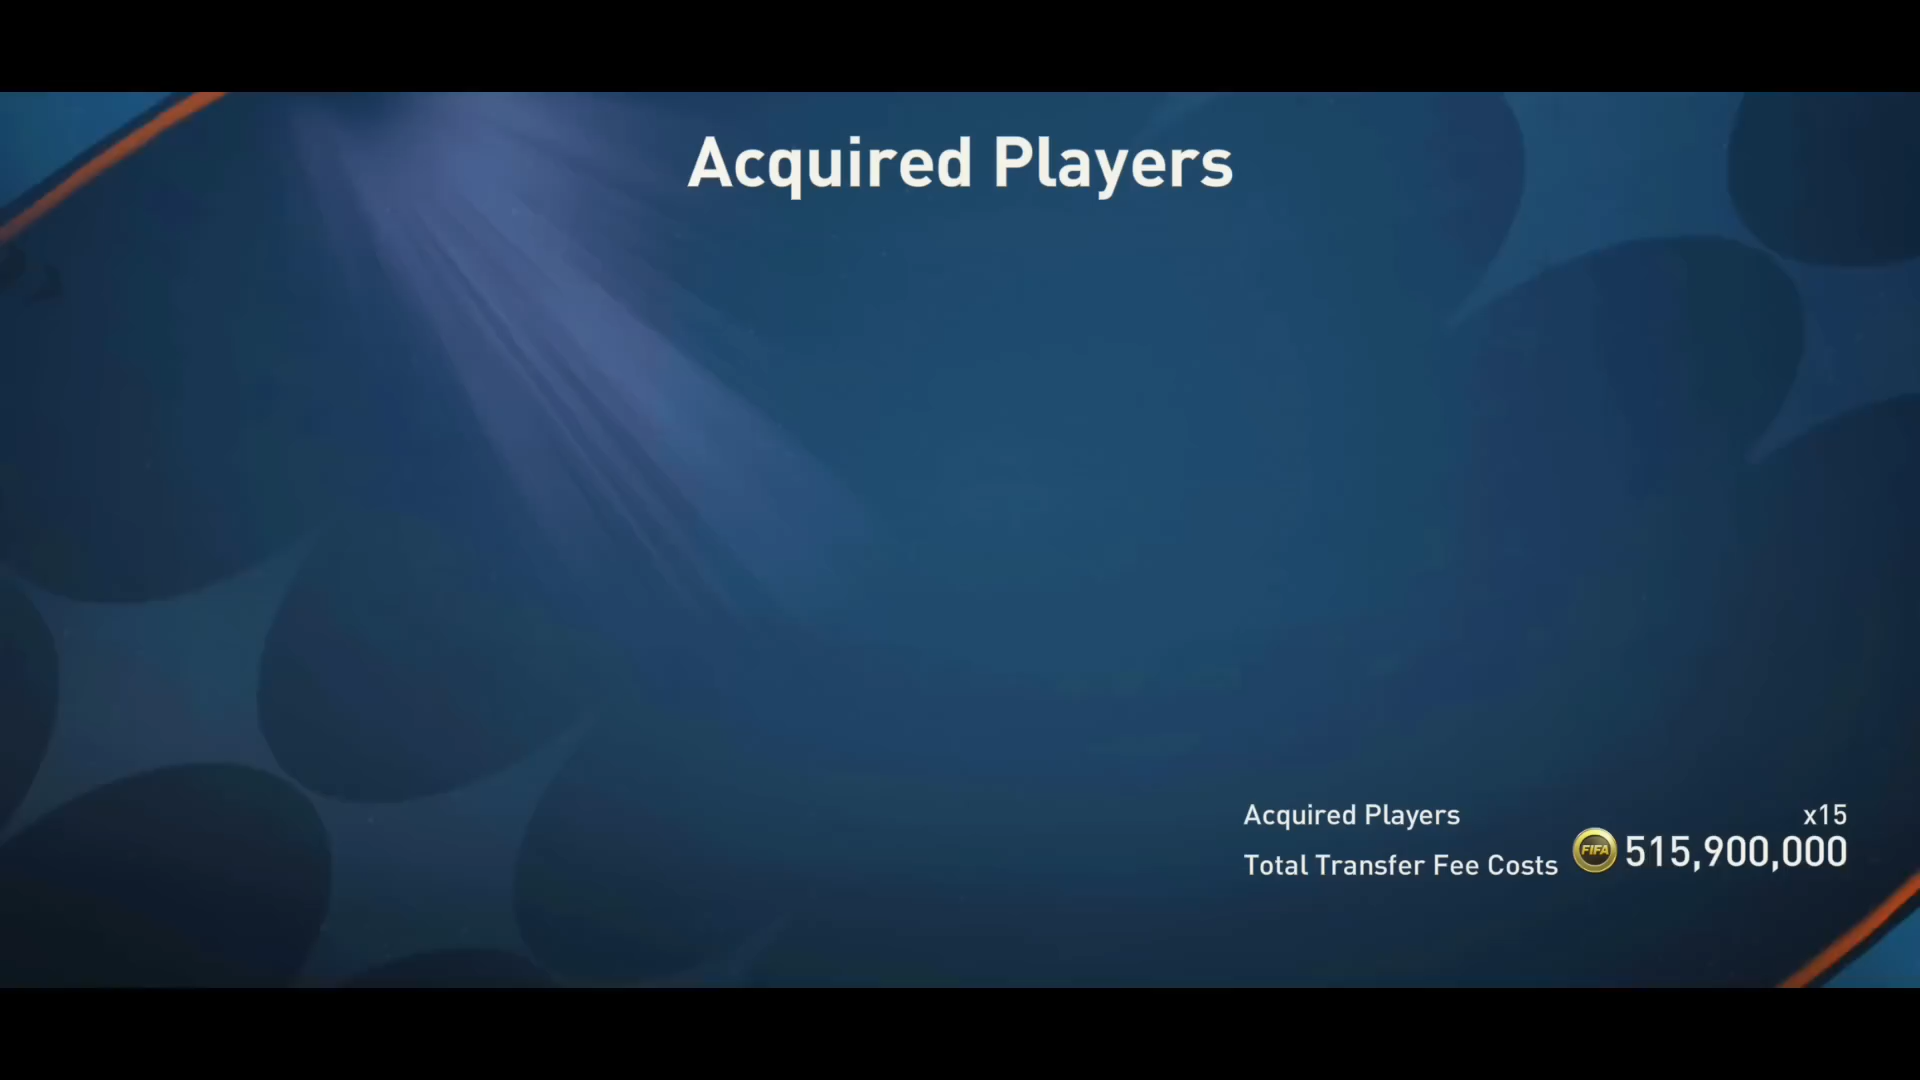 Acquired Players
Acquired Players x15
Total Transfer Fee Costs FIFA 515,900,000